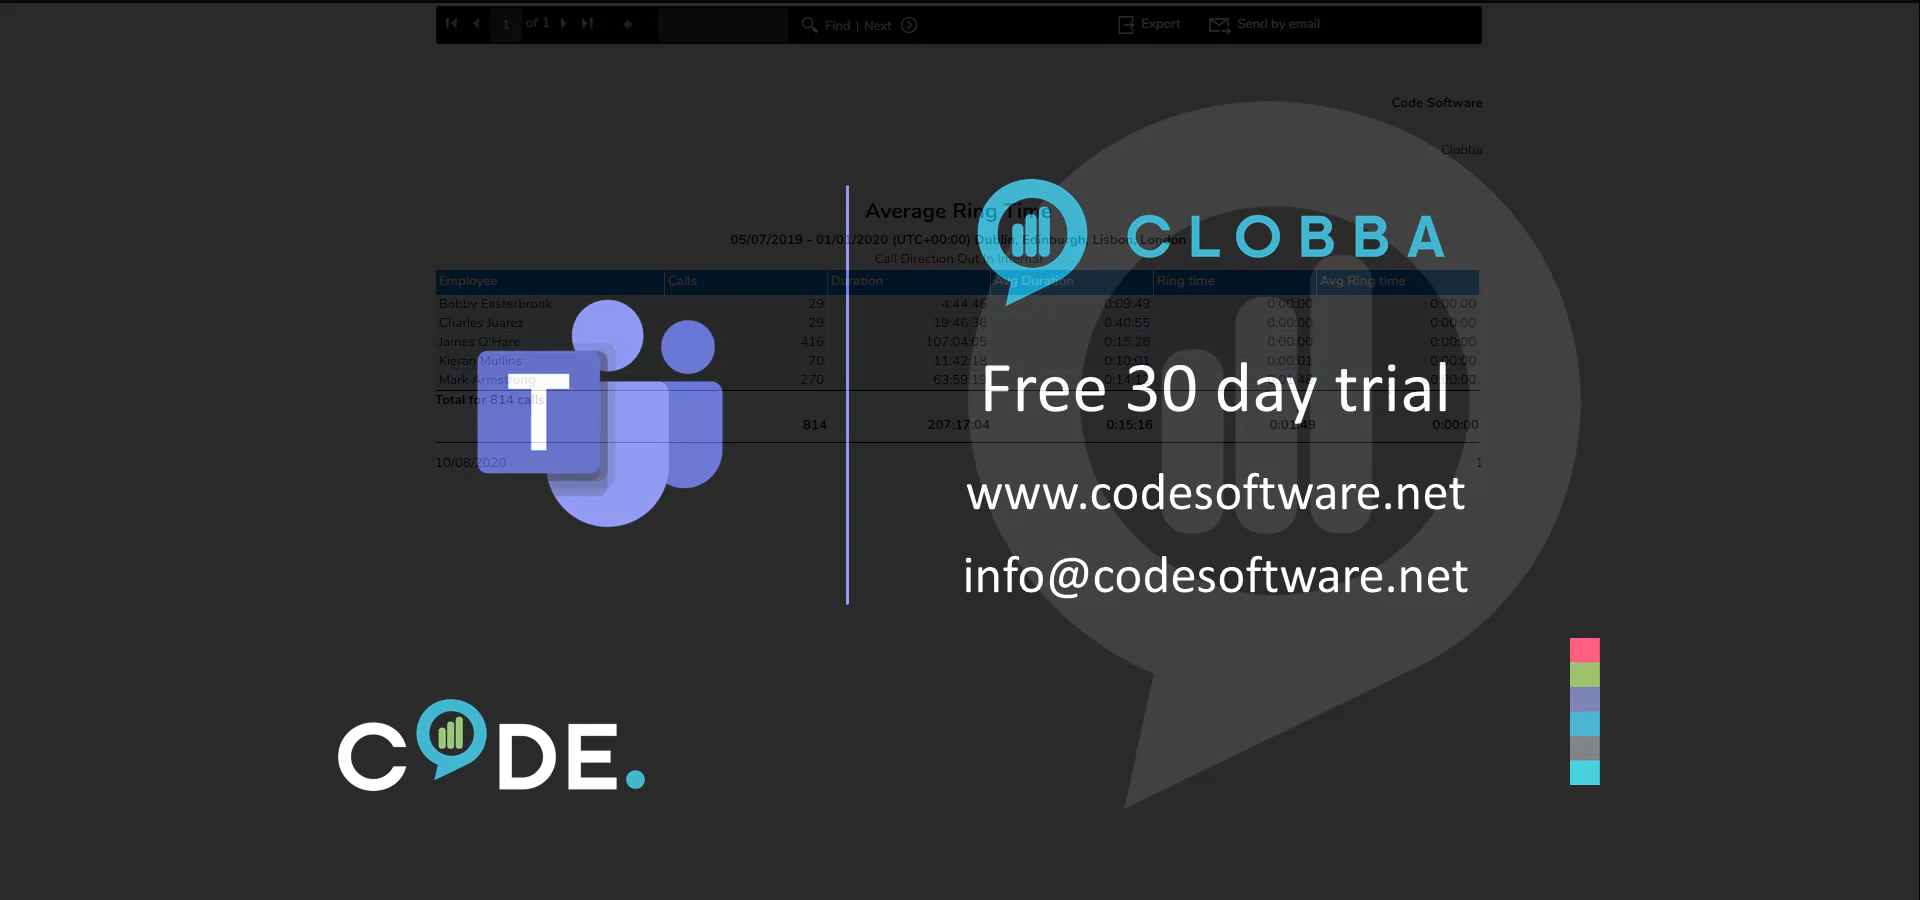 1 of 1 Find | Next Export Send by email
Code Software
Clobba
Average Ring Time
05/07/2019 - 01/01/2020 (UTC+00:00) Dublin, Edinburgh, Lisbon, London
Call Direction Out In Internal
CLOBBA
Employee Calls Duration Avg Duration Ring time Avg Ring time
Bobby Easterbrook 29 4:44:46 0:09:49 0:00:00 0:00:00
Charles Juarez 29 19:46:36 0:40:55 0:00:00 0:00:00
James O'Hare 416 107:04:05 0:15:26 0:00:00 0:00:00
Kieran Mullins 70 11:42:18 0:10:01 0:00:01 0:00:00
Mark Armstrong 270 63:59:19
Total for 814 calls
814 207:17:04 0:15:16 0:01:49 0:00:00
10/08/2020 1
T
Free 30 day trial
www.codesoftware.net
info@codesoftware.net
CODE.